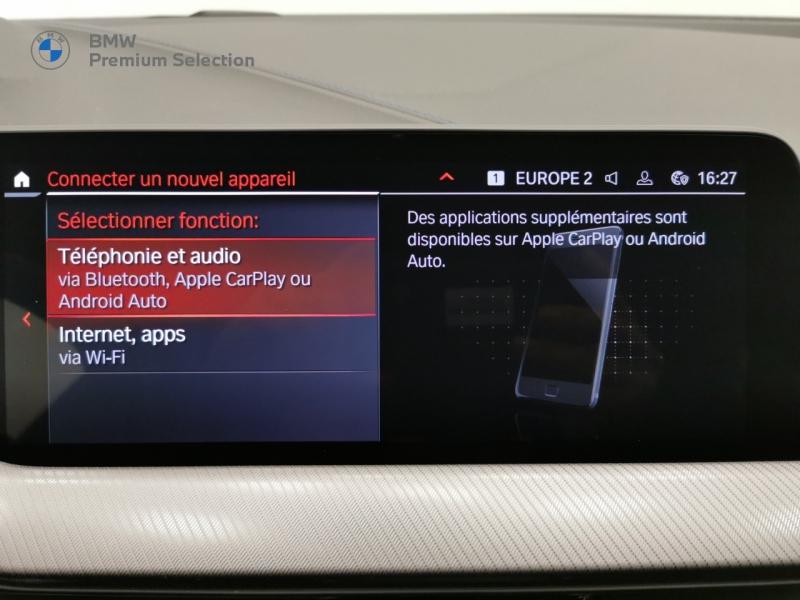 BMW
Premium Selection
Connecter un nouvel appareil
1 EUROPE 2 16:27
Sélectionner fonction:
Téléphonie et audio
via Bluetooth, Apple CarPlay ou
Android Auto
Internet, apps
via Wi-Fi
Des applications supplémentaires sont
disponibles sur Apple CarPlay ou Android
Auto.